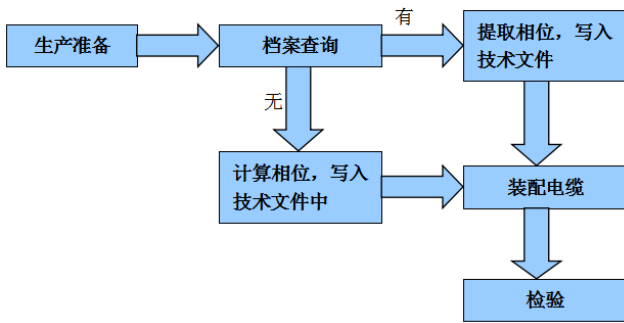 生产准备
档案查询
有
提取相位，写入
技术文件
无
计算相位，写入
技术文件中
装配电缆
检验